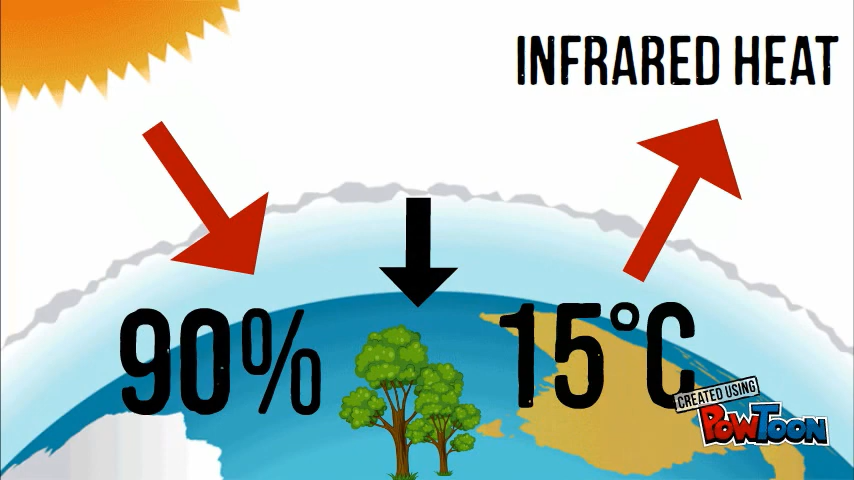 INFRARED HEAT
90%
15°C
CREATED USING
POWTOON